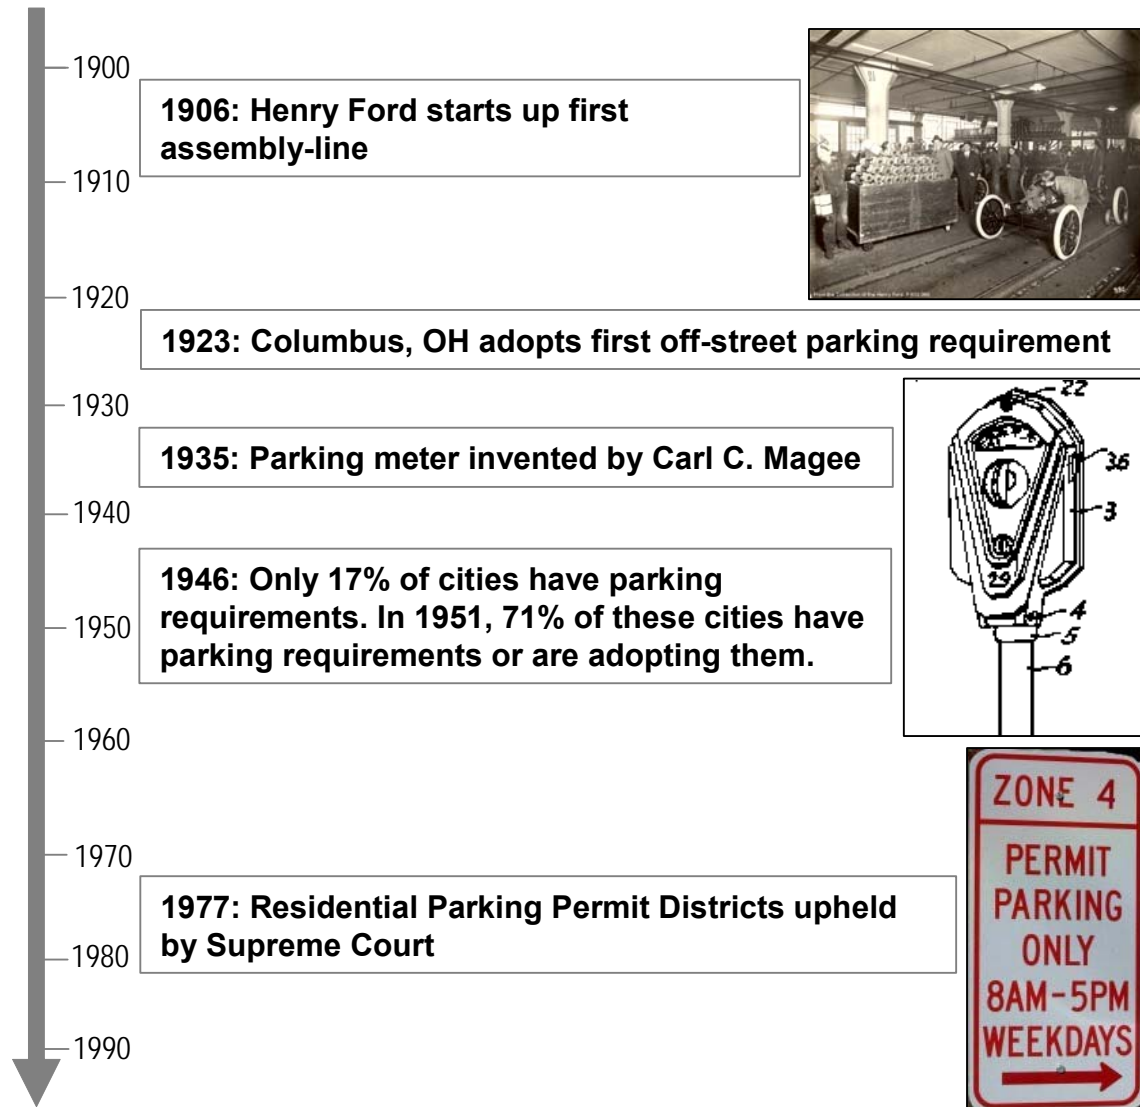 1900
1906: Henry Ford starts up first
assembly-line
1910
1920
1923: Columbus, OH adopts first off-street parking requirement
1930
1935: Parking meter invented by Carl C. Magee
22
36
3
29
4
5
6
1940
1946: Only 17% of cities have parking
requirements. In 1951, 71% of these cities have
parking requirements or are adopting them.
1950
1960
1970
1977: Residential Parking Permit Districts upheld
by Supreme Court
1980
1990
ZONE 4
PERMIT
PARKING
ONLY
8AM-5PM
WEEKDAYS